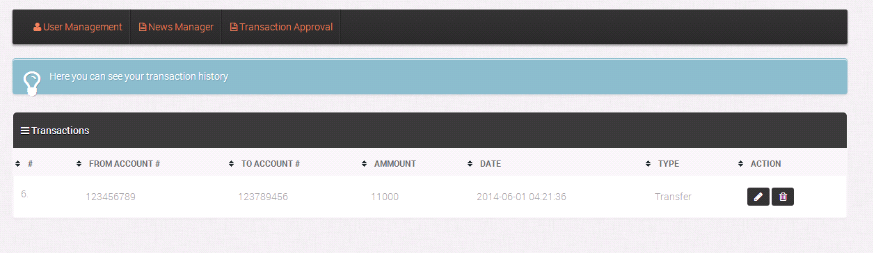 User Management News Manager Transaction Approval
Here you can see your transaction history
Transactions
# FROM ACCOUNT # TO ACCOUNT # AMMOUNT DATE TYPE ACTION
6. 123456789 123789456 11000 2014-06-01 04:21:36 Transfer